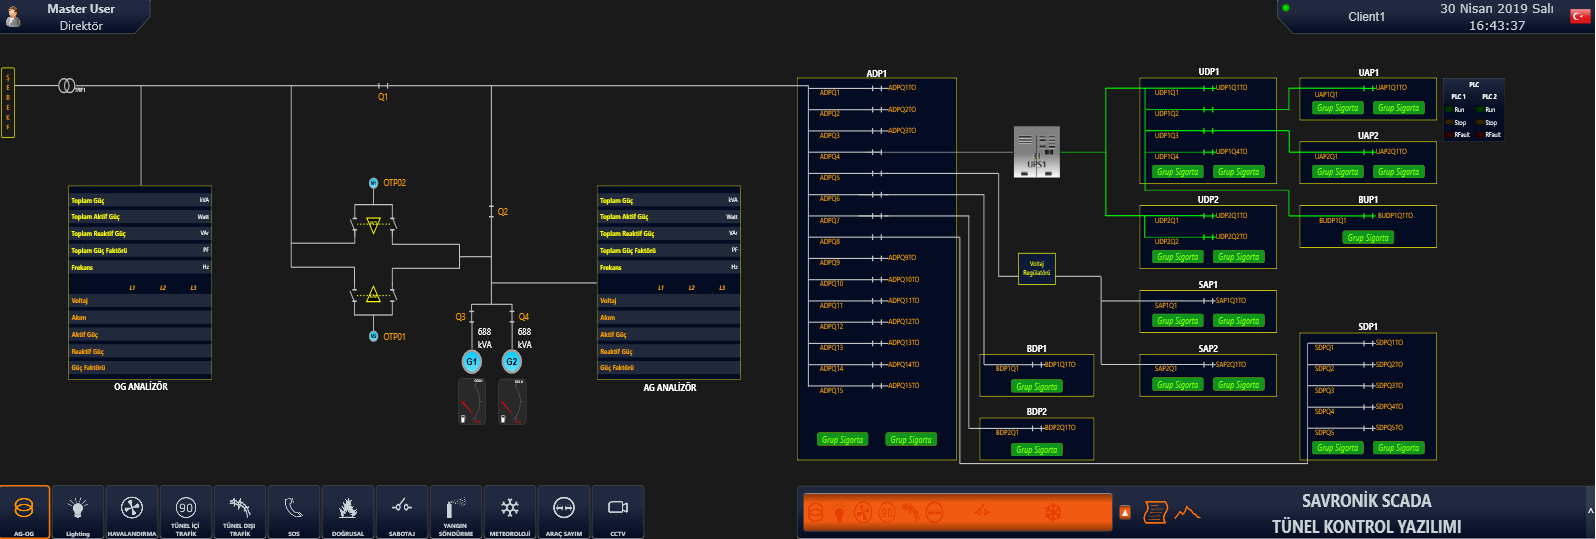 Master User
Direktör
Client1
30 Nisan 2019 Salı
16:43:37
ŞEBEKE
TRF1
Q1
OTP02
Q2
OTP01
Q3
Q4
688
kVA
688
kVA
G1
G2
Toplam Güç kVA
Toplam Aktif Güç Watt
Toplam Reaktif Güç VAr
Toplam Güç Faktörü PF
Frekans Hz
L1 L2 L3
Voltaj
Akım
Aktif Güç
Reaktif Güç
Güç Faktörü
OG ANALİZÖR
Toplam Güç kVA
Toplam Aktif Güç Watt
Toplam Reaktif Güç VAr
Toplam Güç Faktörü PF
Frekans Hz
L1 L2 L3
Voltaj
Akım
Aktif Güç
Reaktif Güç
Güç Faktörü
AG ANALİZÖR
ADP1
ADPQ1 ADPQ1TO
ADPQ2 ADPQ2TO
ADPQ3 ADPQ3TO
ADPQ4
ADPQ5
ADPQ6
ADPQ7
ADPQ8
ADPQ9 ADPQ9TO
ADPQ10 ADPQ10TO
ADPQ11 ADPQ11TO
ADPQ12 ADPQ12TO
ADPQ13 ADPQ13TO
ADPQ14 ADPQ14TO
ADPQ15 ADPQ15TO
Grup Sigorta Grup Sigorta
UPS1
Voltaj
Regülatörü
BDP1
BDP1Q1 BDP1Q1TO
Grup Sigorta
BDP2
BDP2Q1 BDP2Q1TO
Grup Sigorta
UDP1
UDP1Q1 UDP1Q1TO
UDP1Q2
UDP1Q3
UDP1Q4 UDP1Q4TO
Grup Sigorta Grup Sigorta
UDP2
UDP2Q1 UDP2Q1TO
UDP2Q2 UDP2Q2TO
Grup Sigorta Grup Sigorta
SAP1
SAP1Q1 SAP1Q1TO
Grup Sigorta Grup Sigorta
SAP2
SAP2Q1 SAP2Q1TO
Grup Sigorta Grup Sigorta
UAP1
UAP1Q1 UAP1Q1TO
Grup Sigorta Grup Sigorta
UAP2
UAP2Q1 UAP2Q1TO
Grup Sigorta Grup Sigorta
BUP1
BUDP1Q1 BUDP1Q1TO
Grup Sigorta
SDP1
SDPQ1 SDPQ1TO
SDPQ2 SDPQ2TO
SDPQ3 SDPQ3TO
SDPQ4 SDPQ4TO
SDPQ5 SDPQ5TO
Grup Sigorta Grup Sigorta
PLC
PLC 1 PLC 2
Run Run
Stop Stop
RFault RFault
AG-OG
Lighting
HAVALANDIRMA
90
TÜNEL İÇİ
TRAFİK
TÜNEL DIŞI
TRAFİK
SOS
DOĞRUSAL
SABOTAJ
YANGIN
SÖNDÜRME
METEOROLOJİ
ARAÇ SAYIM
CCTV
90
SAVRONİK SCADA
TÜNEL KONTROL YAZILIMI